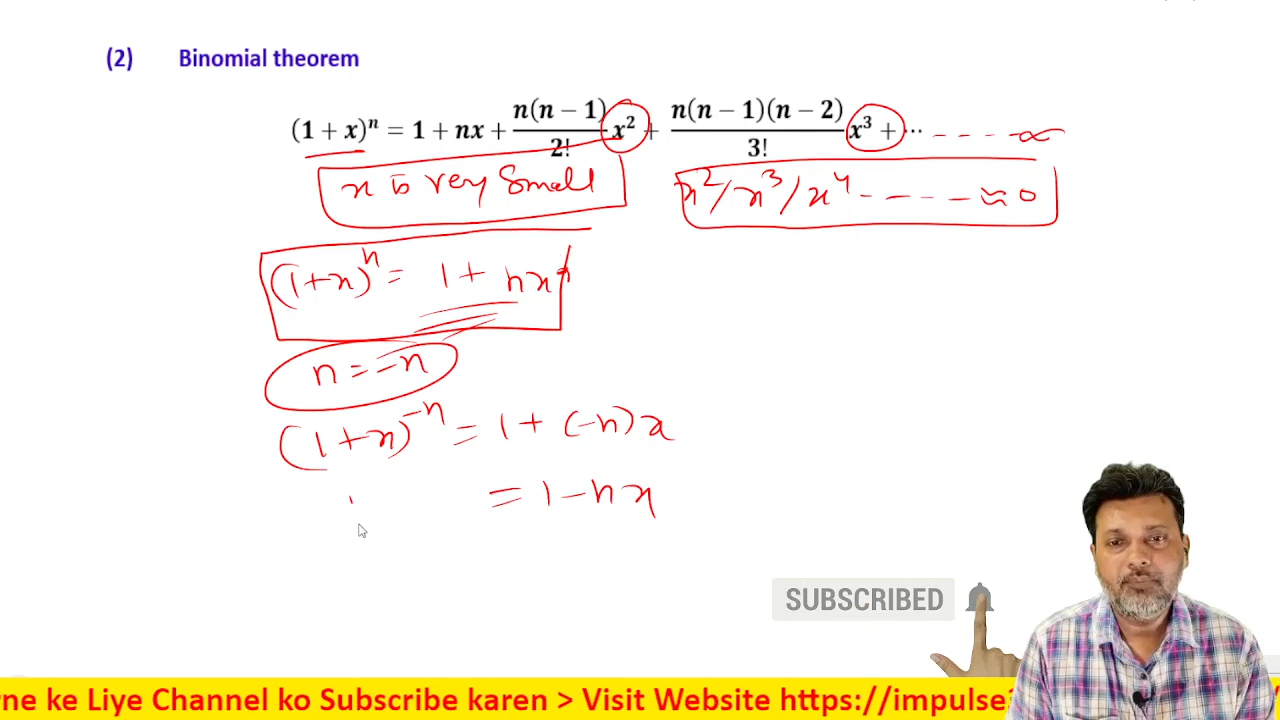 (2) Binomial theorem
(1 + x)ⁿ = 1 + nx + n(n − 1)/2! x² + n(n − 1)(n − 2)/3! x³ + ⋯ - - - - ∞
x is very small
x²/x³/x⁴ - - - - - ≈ 0
(1+x)ⁿ = 1 + nx
n = -n
(1+x)⁻ⁿ = 1 + (-n)x
= 1 - nx
SUBSCRIBED
rne ke Liye Channel ko Subscribe karen > Visit Website https://impulse